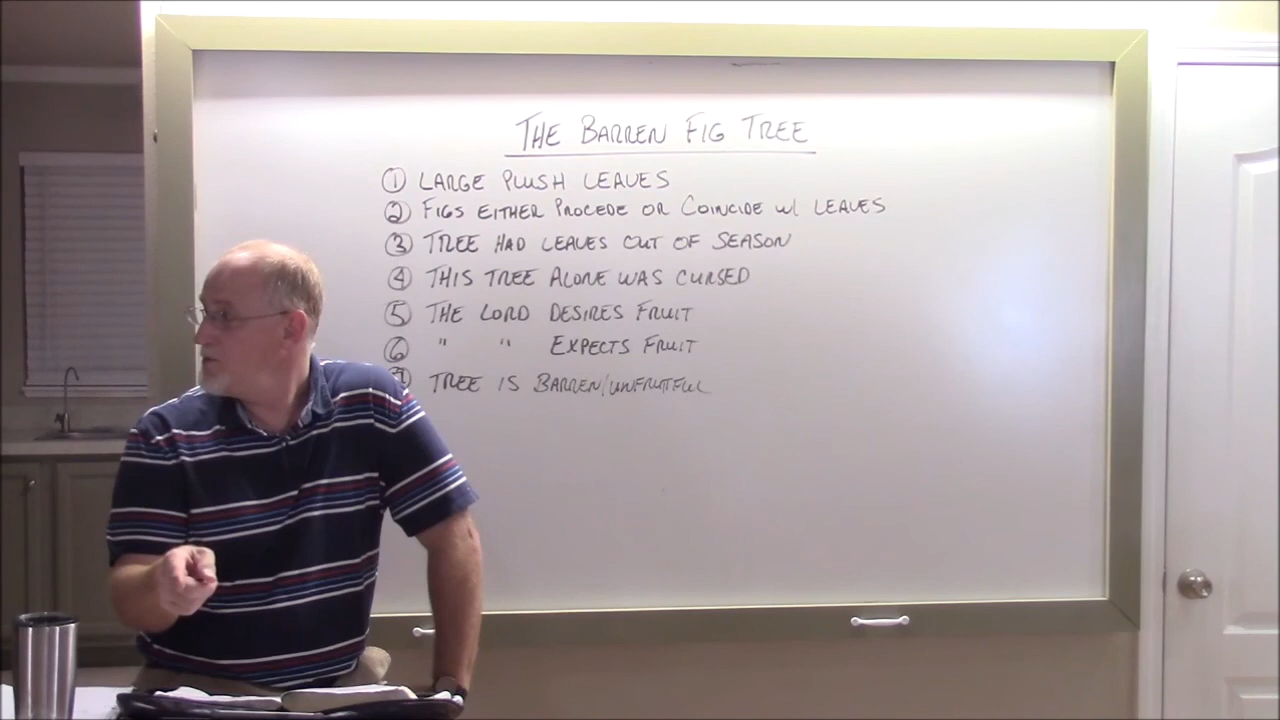 THE BARREN FIG TREE
① LARGE PLUSH LEAVES
② FIGS EITHER PROCEDE OR COINCIDE W/ LEAVES
③ TREE HAD LEAVES OUT OF SEASON
④ THIS TREE ALONE WAS CURSED
⑤ THE LORD DESIRES FRUIT
⑥ " " EXPECTS FRUIT
⑦ TREE IS BARREN/UNFRUTFUL